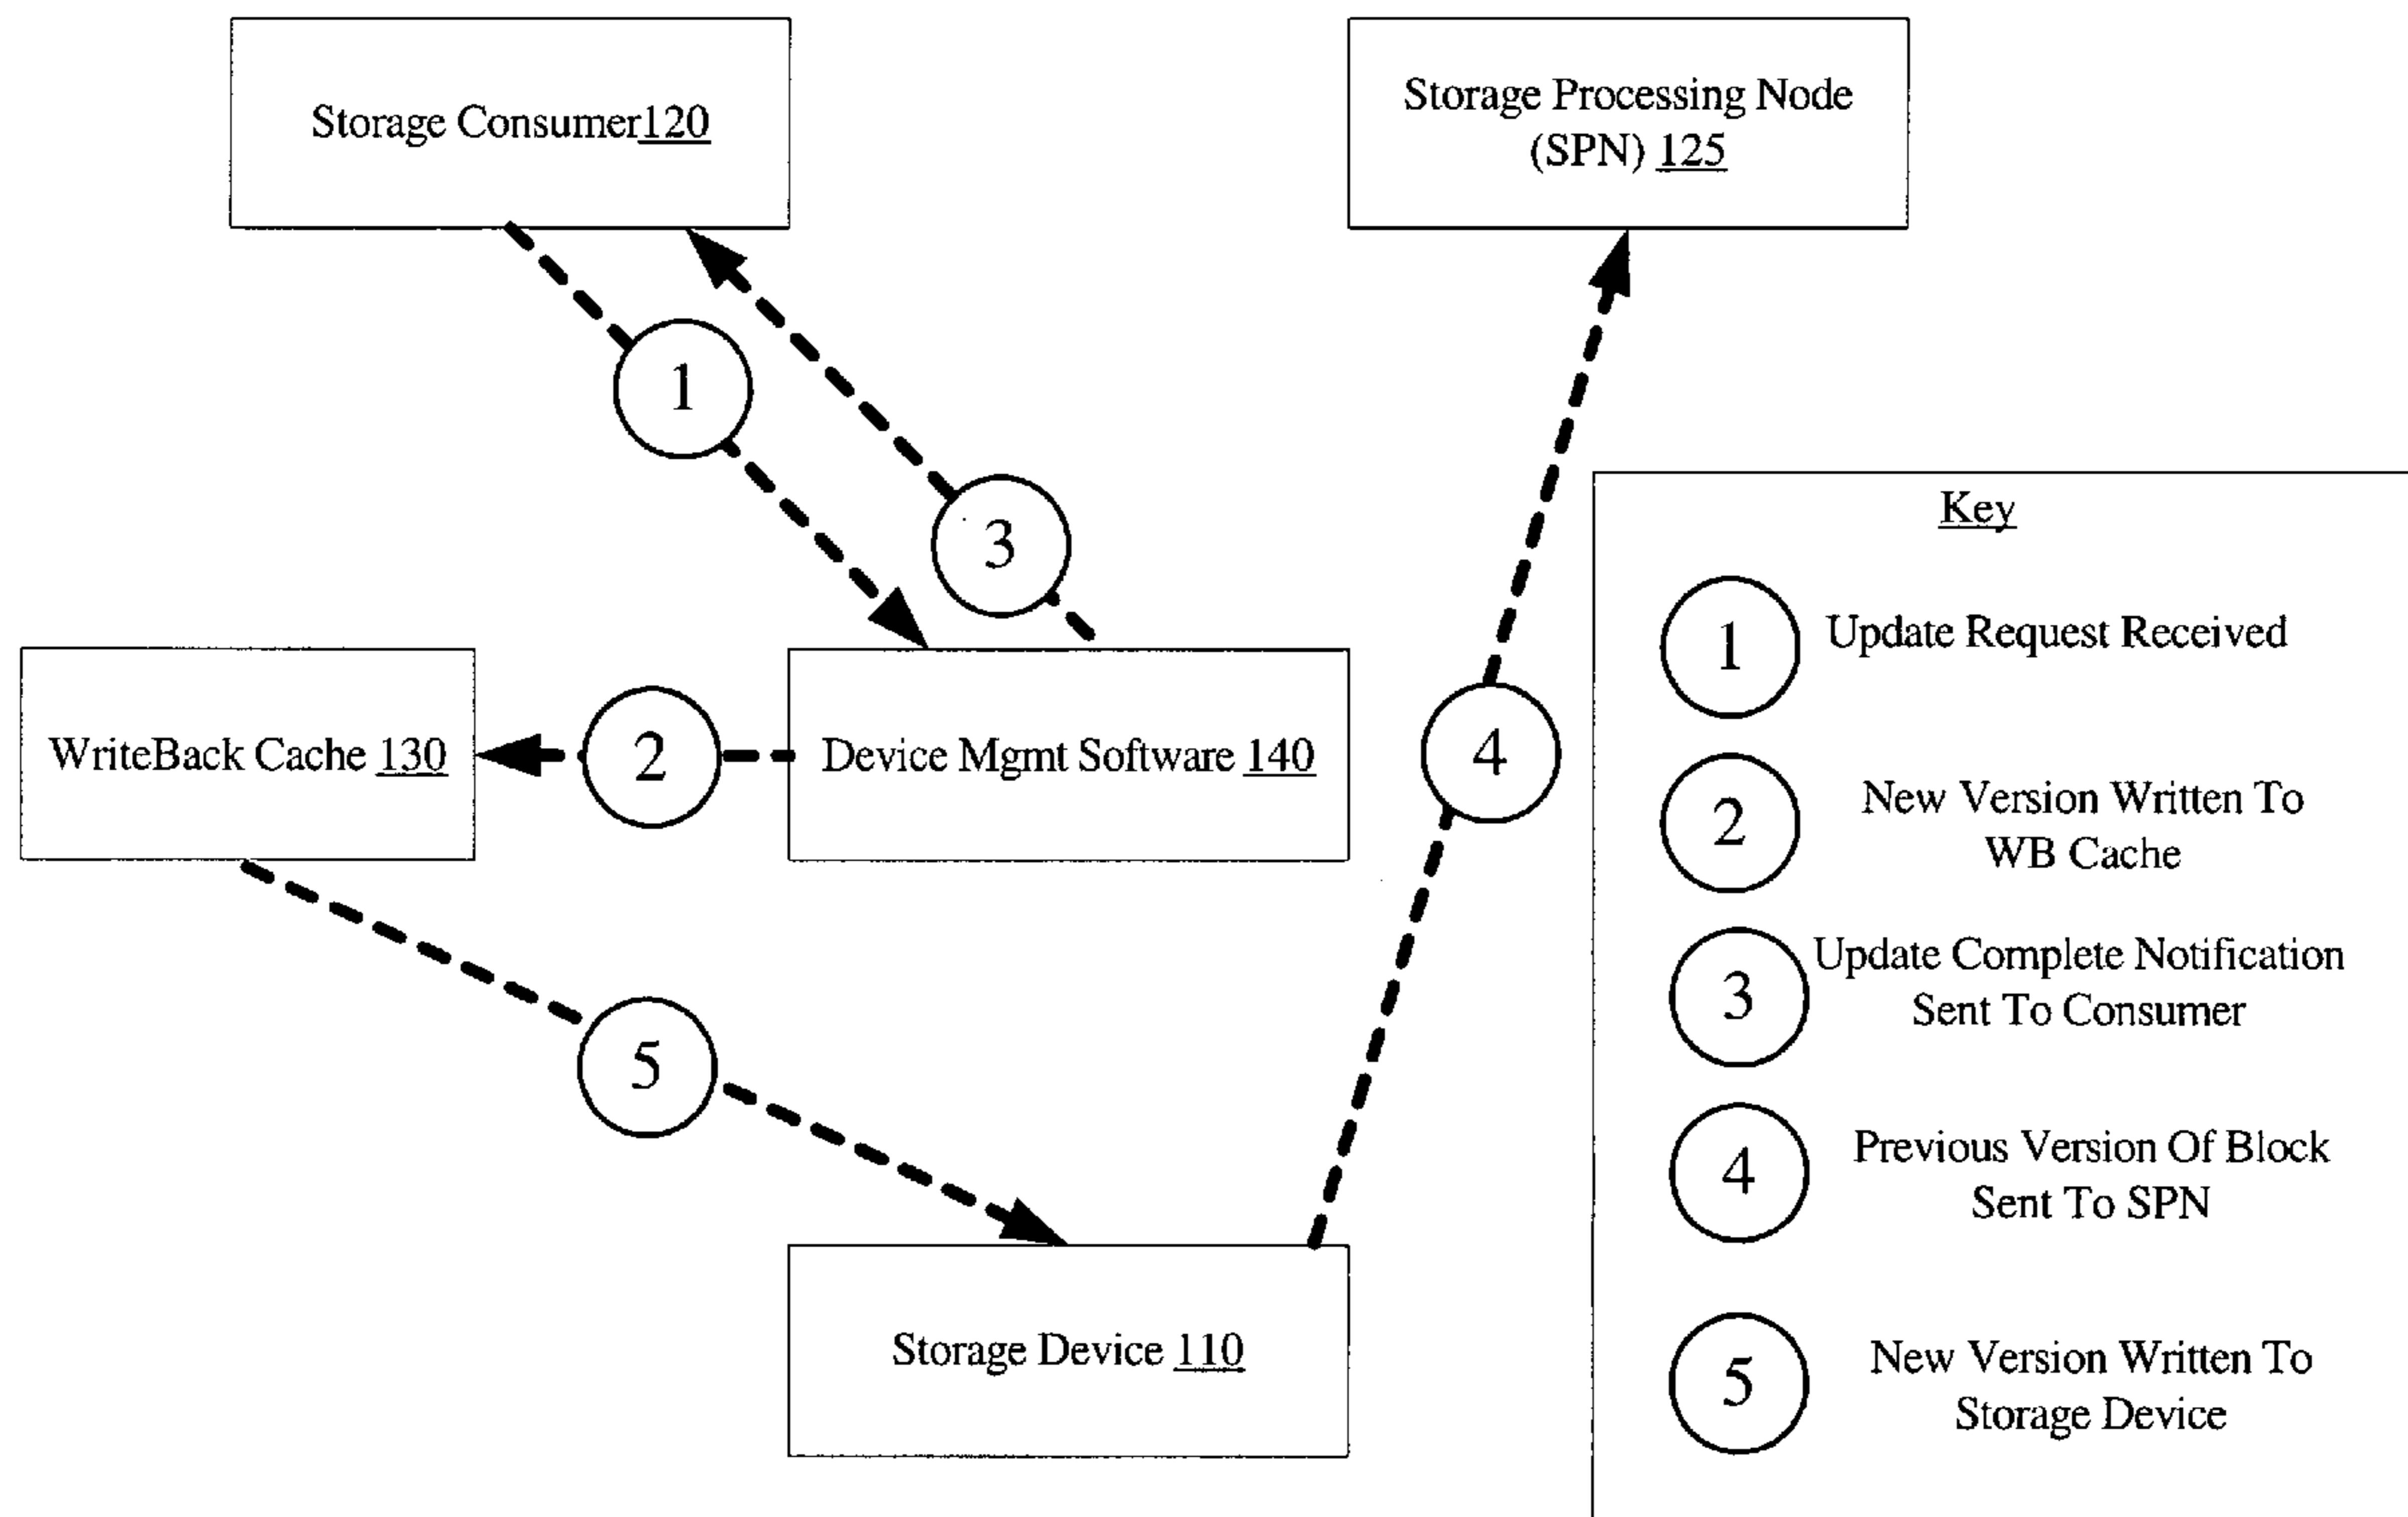 Storage Consumer120
Storage Processing Node
(SPN) 125
1
3
WriteBack Cache 130
2
Device Mgmt Software 140
4
5
Storage Device 110
Key
1 Update Request Received
2 New Version Written To
WB Cache
3 Update Complete Notification
Sent To Consumer
4 Previous Version Of Block
Sent To SPN
5 New Version Written To
Storage Device